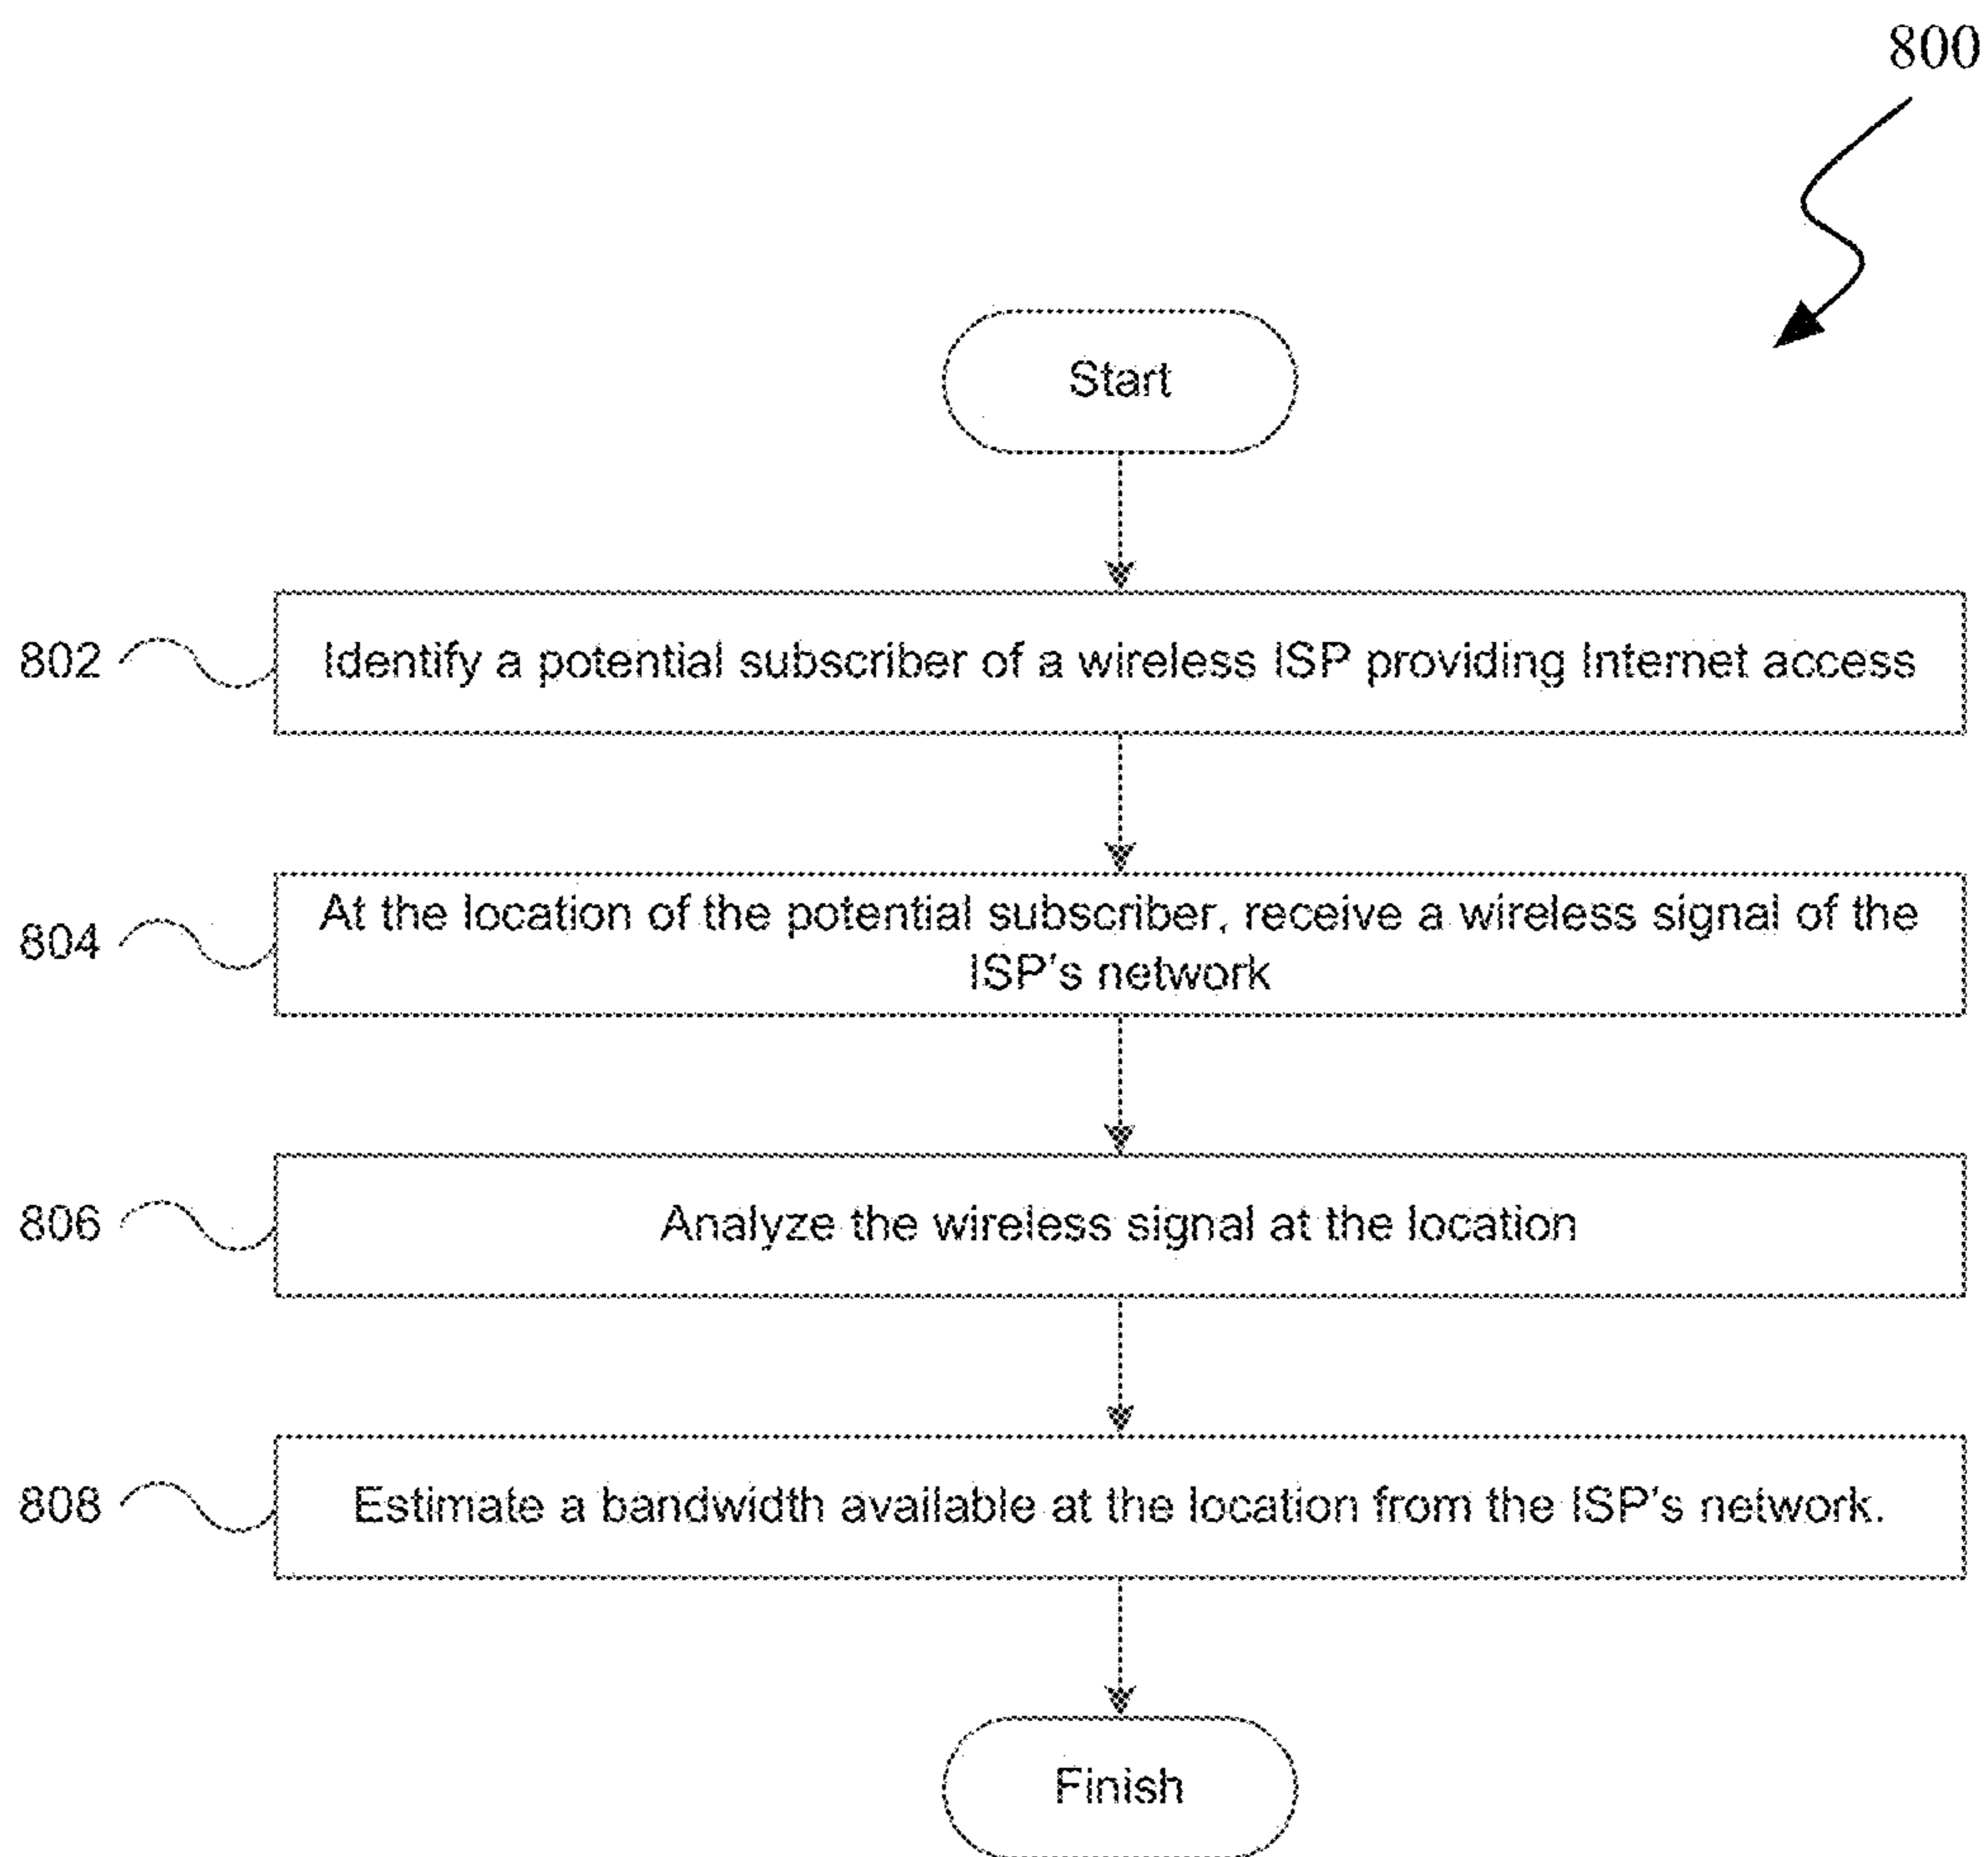 800
Start
802
Identify a potential subscriber of a wireless ISP providing Internet access
804
At the location of the potential subscriber, receive a wireless signal of the
ISP's network
806
Analyze the wireless signal at the location
808
Estimate a bandwidth available at the location from the ISP's network.
Finish